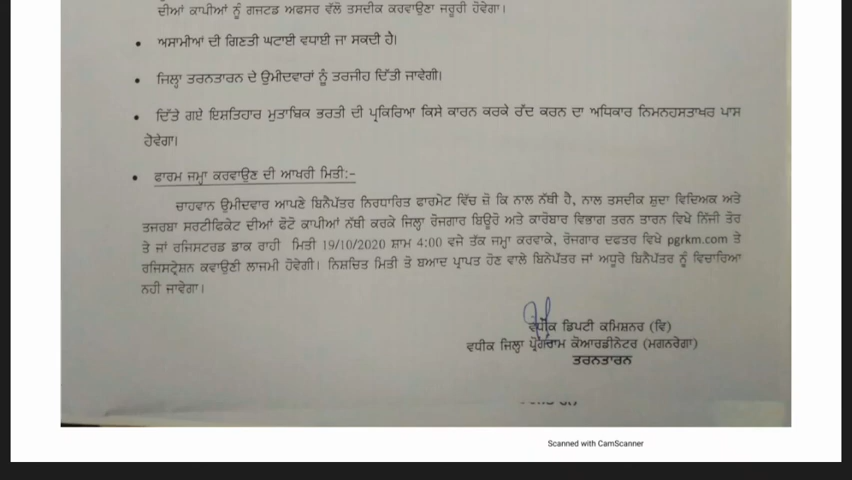 ਦੀਆਂ ਕਾਪੀਆਂ ਨੂੰ ਗਜਟਡ ਅਫਸਰ ਵੱਲੋ ਤਸਦੀਕ ਕਰਵਾਉਣਾ ਜਰੂਰੀ ਹੋਵੇਗਾ।
• ਅਸਾਮੀਆਂ ਦੀ ਗਿਣਤੀ ਘਟਾਈ ਵਧਾਈ ਜਾ ਸਕਦੀ ਹੈ।
• ਜਿਲ੍ਹਾ ਤਰਨਤਾਰਨ ਦੇ ਉਮੀਦਵਾਰਾਂ ਨੂੰ ਤਰਜੀਹ ਦਿੱਤੀ ਜਾਵੇਗੀ।
• ਦਿੱਤੇ ਗਏ ਇਸ਼ਤਿਹਾਰ ਮੁਤਾਬਿਕ ਭਰਤੀ ਦੀ ਪ੍ਰਕਿਰਿਆ ਕਿਸੇ ਕਾਰਨ ਕਰਕੇ ਰੱਦ ਕਰਨ ਦਾ ਅਧਿਕਾਰ ਨਿਮਨਹਸਤਾਖਰ ਪਾਸ
ਹੋਵੇਗਾ।
• ਫਾਰਮ ਜਮ੍ਹਾ ਕਰਵਾਉਣ ਦੀ ਆਖਰੀ ਮਿਤੀ:-
ਚਾਹਵਾਨ ਉਮੀਦਵਾਰ ਆਪਣੇ ਬਿਨੈਪੱਤਰ ਨਿਰਧਾਰਿਤ ਫਾਰਮੇਟ ਵਿੱਚ ਜੋ ਕਿ ਨਾਲ ਨੱਥੀ ਹੈ, ਨਾਲ ਤਸਦੀਕ ਸ਼ੁਦਾ ਵਿਦਿਅਕ ਅਤੇ
ਤਜਰਬਾ ਸਰਟੀਫਿਕੇਟ ਦੀਆਂ ਫੋਟੋ ਕਾਪੀਆਂ ਨੱਥੀ ਕਰਕੇ ਜਿਲ੍ਹਾ ਰੋਜਗਾਰ ਬਿਊਰੋ ਅਤੇ ਕਾਰੋਬਾਰ ਵਿਭਾਗ ਤਰਨ ਤਾਰਨ ਵਿਖੇ ਨਿੱਜੀ ਤੋਰ
ਤੇ ਜਾਂ ਰਜਿਸਟਰਡ ਡਾਕ ਰਾਹੀ ਮਿਤੀ 19/10/2020 ਸ਼ਾਮ 4:00 ਵਜੇ ਤੱਕ ਜਮ੍ਹਾ ਕਰਵਾਕੇ, ਰੋਜਗਾਰ ਦਫਤਰ ਵਿਖੇ pgrkm.com ਤੇ
ਰਜਿਸਟ੍ਰੇਸ਼ਨ ਕਵਾਉਣੀ ਲਾਜਮੀ ਹੋਵੇਗੀ। ਨਿਸ਼ਚਿਤ ਮਿਤੀ ਤੋ ਬਆਦ ਪ੍ਰਾਪਤ ਹੋਣ ਵਾਲੇ ਬਿਨੇਪੱਤਰ ਜਾਂ ਅਧੂਰੇ ਬਿਨੈਪੱਤਰ ਨੂੰ ਵਿਚਾਰਿਆ
ਨਹੀ ਜਾਵੇਗਾ।
ਵਧੀਕ ਡਿਪਟੀ ਕਮਿਸ਼ਨਰ (ਵਿ)
ਵਧੀਕ ਜਿਲ੍ਹਾ ਪ੍ਰੋਗਰਾਮ ਕੋਆਰਡੀਨੇਟਰ (ਮਗਨਰੇਗਾ)
ਤਰਨਤਾਰਨ
Scanned with CamScanner